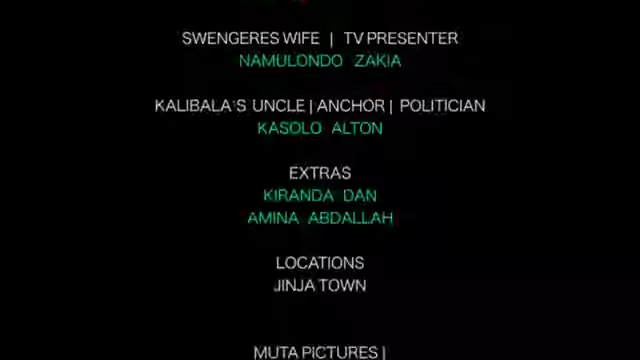 SWENGERES WIFE | TV PRESENTER
NAMULONDO ZAKIA
KALIBALA'S UNCLE | ANCHOR | POLITICIAN
KASOLO ALTON
EXTRAS
KIRANDA DAN
AMINA ABDALLAH
LOCATIONS
JINJA TOWN
MUTA PICTURES |